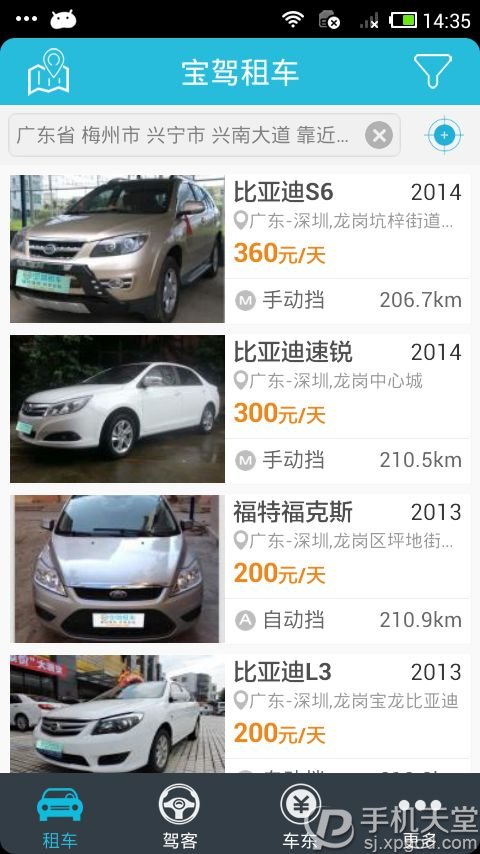 14:35
宝驾租车
广东省 梅州市 兴宁市 兴南大道 靠近...
比亚迪S6 2014
广东-深圳,龙岗坑梓街道...
360元/天
M 手动挡 206.7km
比亚迪速锐 2014
广东-深圳,龙岗中心城
300元/天
M 手动挡 210.5km
福特福克斯 2013
广东-深圳,龙岗区坪地街...
200元/天
A 自动挡 210.9km
比亚迪L3 2013
广东-深圳,龙岗宝龙比亚迪
200元/天
租车 驾客 车东 更多
手机天堂
sj.xpgod.com